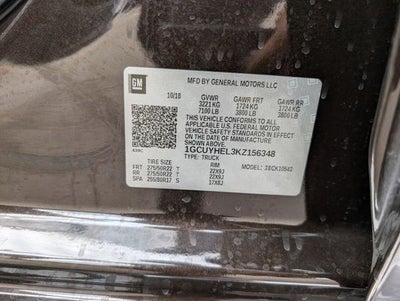 GM
MFD BY GENERAL MOTORS LLC
10/18 GVWR GAWR FRT GAWR RR
3221 KG 1724 KG 1724 KG
7100 LB 3800 LB 3800 LB
THIS VEHICLE CONFORMS TO ALL APPLICABLE
U.S. FEDERAL MOTOR VEHICLE SAFETY
STANDARDS IN EFFECT ON THE DATE
OF MANUFACTURE SHOWN ABOVE
1GCUYHEL3KZ156348
TYPE: TRUCK MODEL:
TIRE SIZE RIM
FRT 275/50R22 T 22X9J
RR 275/50R22 T 22X9J
SPA 255/80R17 S 17X8J